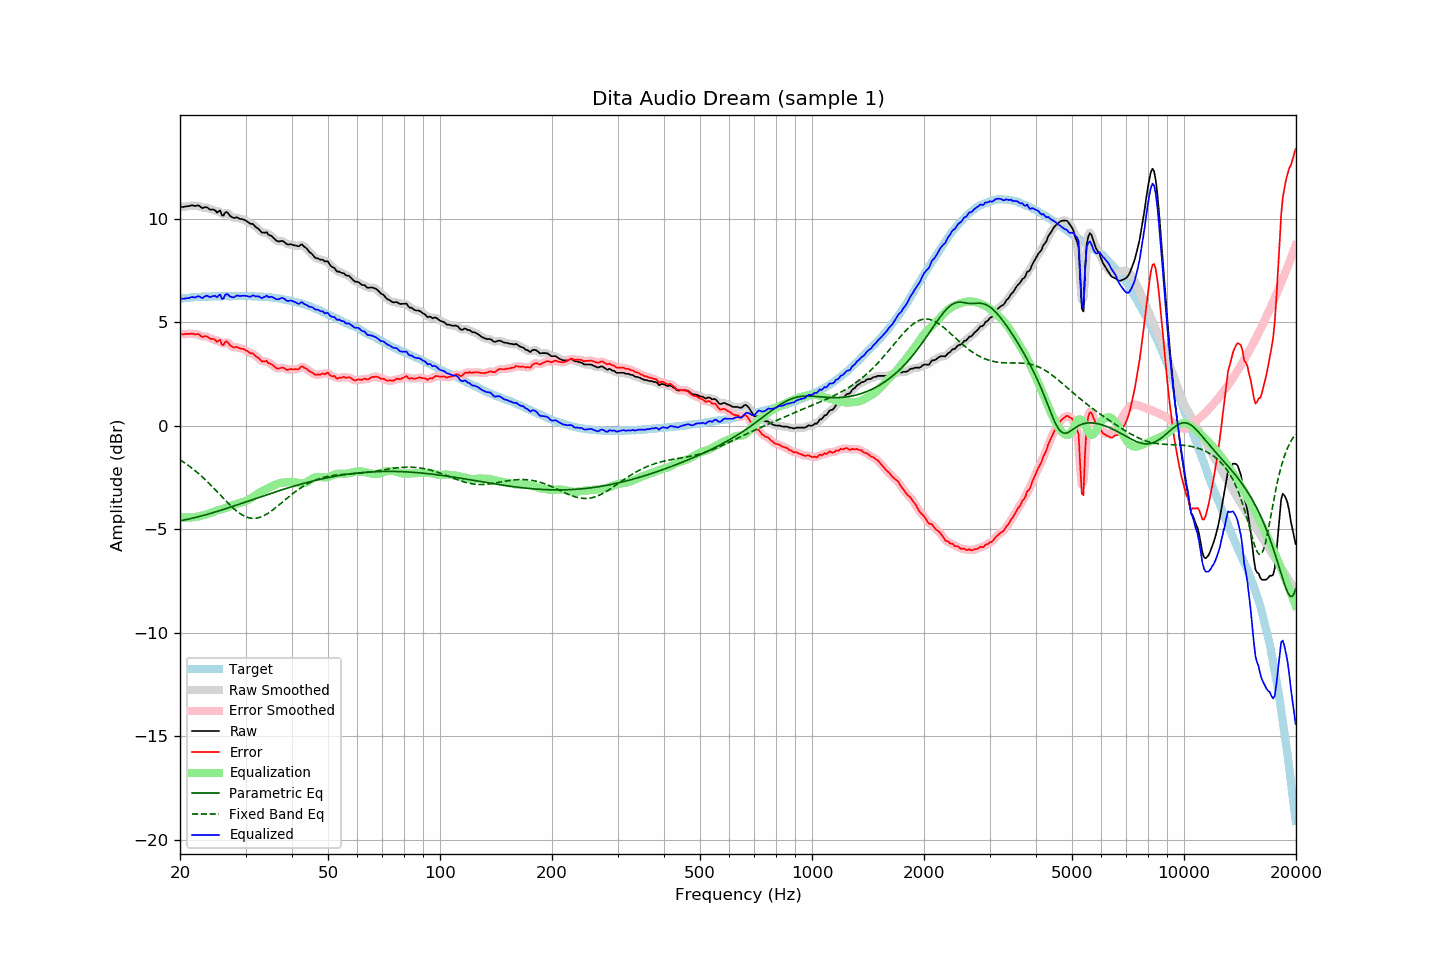 Dita Audio Dream (sample 1)
Amplitude (dBr)
10
5
0
−5
−10
−15
−20
Target
Raw Smoothed
Error Smoothed
Raw
Error
Equalization
Parametric Eq
Fixed Band Eq
Equalized
20 50 100 200 500 1000 2000 5000 10000 20000
Frequency (Hz)